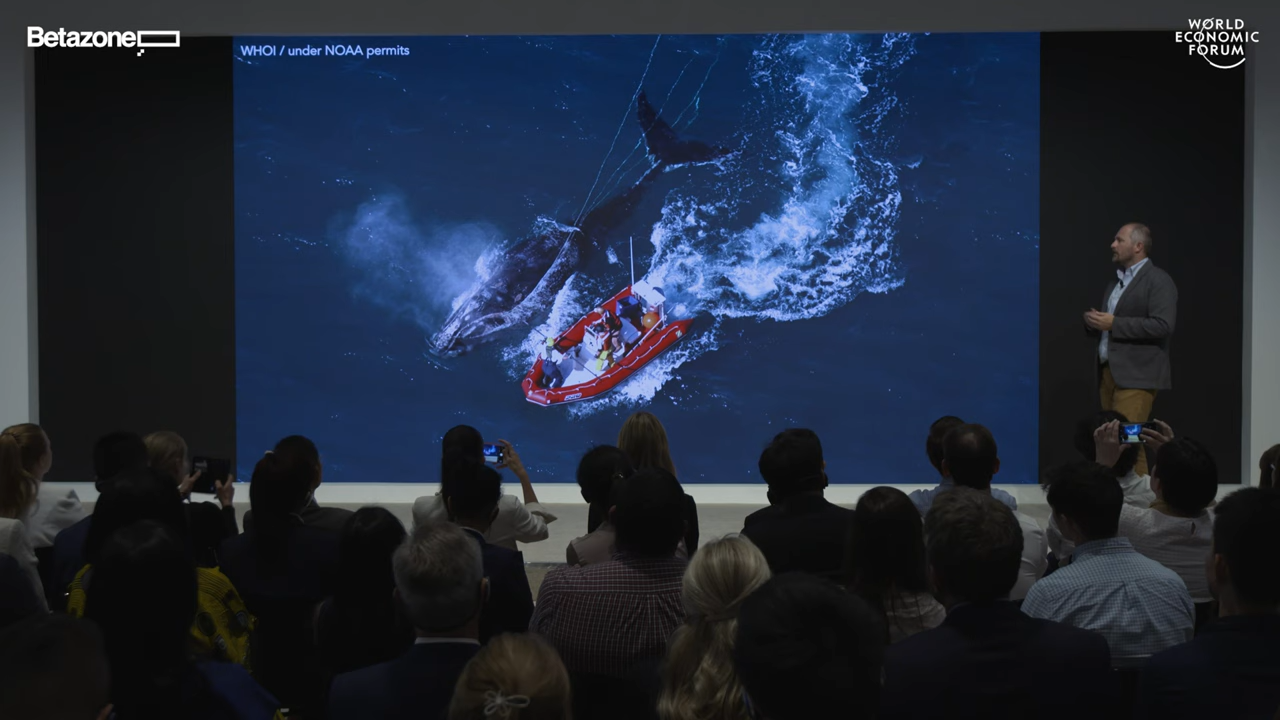 Betazone
WORLD
ECONOMIC
FORUM
WHOI / under NOAA permits